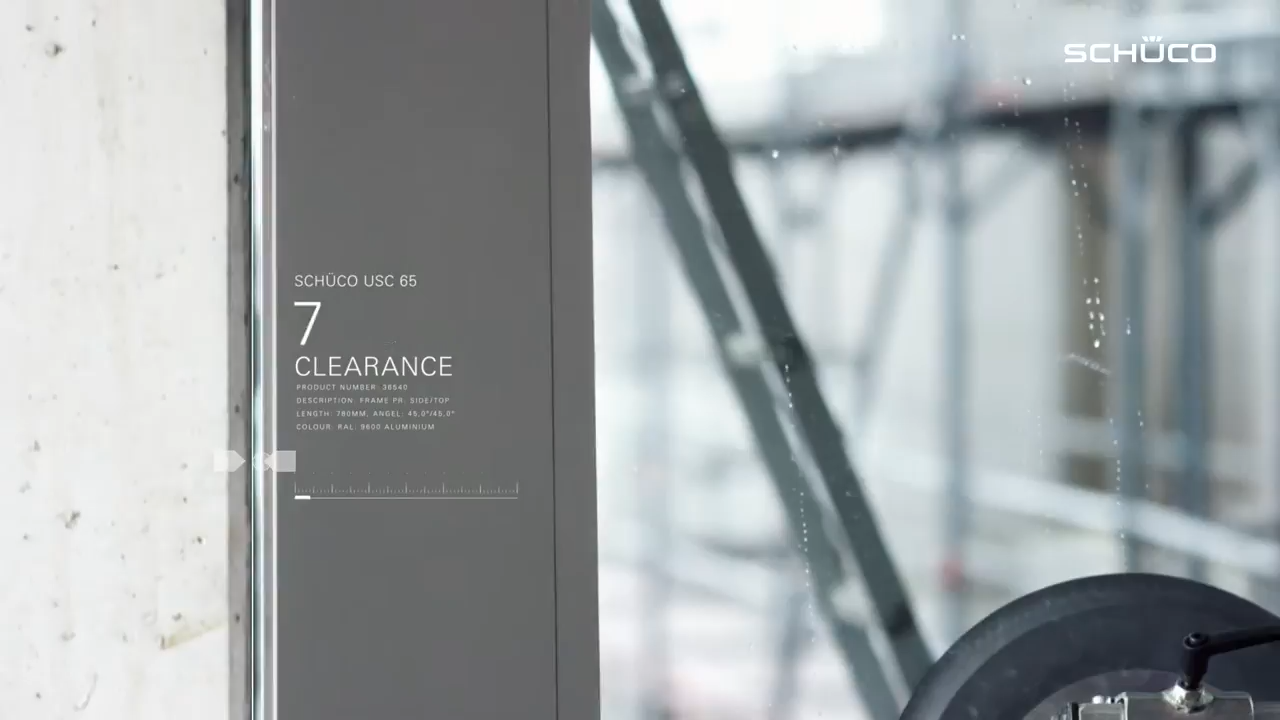 SCHÜCO
SCHÜCO USC 65
7
CLEARANCE
PRODUCT NUMBER: 38540
DESCRIPTION: FRAME PR. SIDE/TOP
LENGTH: 780MM, ANGEL: 45.0°/45.0°
COLOUR: RAL: 9600 ALUMINIUM